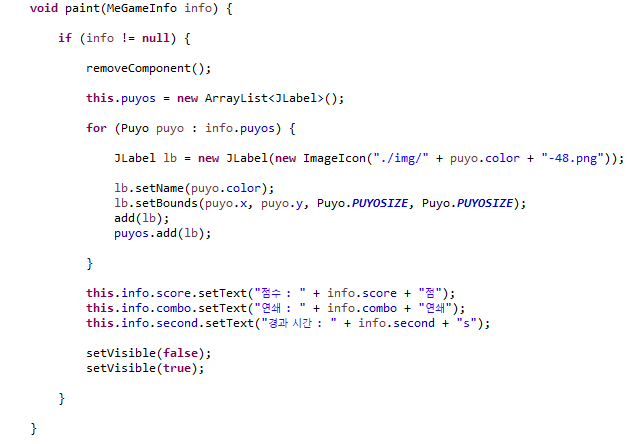 void paint(MeGameInfo info) {
if (info != null) {
removeComponent();
this.puyos = new ArrayList<JLabel>();
for (Puyo puyo : info.puyos) {
JLabel lb = new JLabel(new ImageIcon("./img/" + puyo.color + "-48.png"));
lb.setName(puyo.color);
lb.setBounds(puyo.x, puyo.y, Puyo.PUYOSIZE, Puyo.PUYOSIZE);
add(lb);
puyos.add(lb);
}
this.info.score.setText("점수 : " + info.score + "점");
this.info.combo.setText("연쇄 : " + info.combo + "연쇄");
this.info.second.setText("경과 시간 : " + info.second + "s");
setVisible(false);
setVisible(true);
}
}